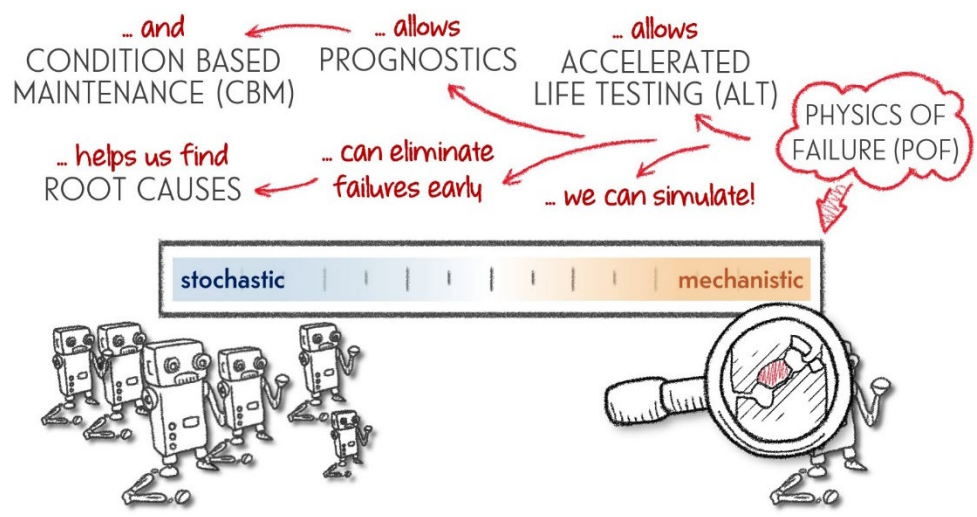 ... and
CONDITION BASED
MAINTENANCE (CBM)
... allows
PROGNOSTICS
... allows
ACCELERATED
LIFE TESTING (ALT)
PHYSICS OF
FAILURE (POF)
... helps us find
ROOT CAUSES
... can eliminate
failures early
... we can simulate!
stochastic
mechanistic